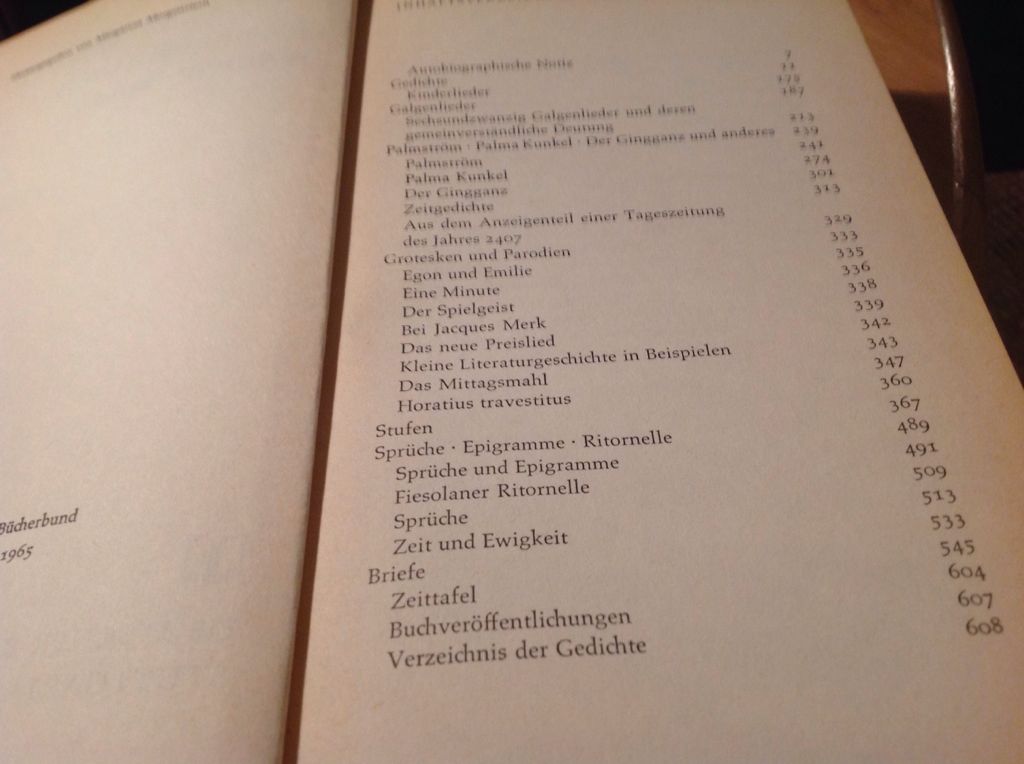 Bücherbund
1965
Autobiographische Notiz 7
Gedichte 11
Kinderlieder 175
Galgenlieder 187
Sechsundzwanzig Galgenlieder und deren
gemeinverständliche Deutung 213
Palmström · Palma Kunkel · Der Gingganz und anderes 239
Palmström 241
Palma Kunkel 274
Der Gingganz 301
Zeitgedichte 313
Aus dem Anzeigenteil einer Tageszeitung
des Jahres 2407 329
Grotesken und Parodien 333
Egon und Emilie 335
Eine Minute 336
Der Spielgeist 338
Bei Jacques Merk 339
Das neue Preislied 342
Kleine Literaturgeschichte in Beispielen 343
Das Mittagsmahl 347
Horatius travestitus 360
Stufen 367
Sprüche · Epigramme · Ritornelle 489
Sprüche und Epigramme 491
Fiesolaner Ritornelle 509
Sprüche 513
Zeit und Ewigkeit 533
Briefe 545
Zeittafel 604
Buchveröffentlichungen 607
Verzeichnis der Gedichte 608